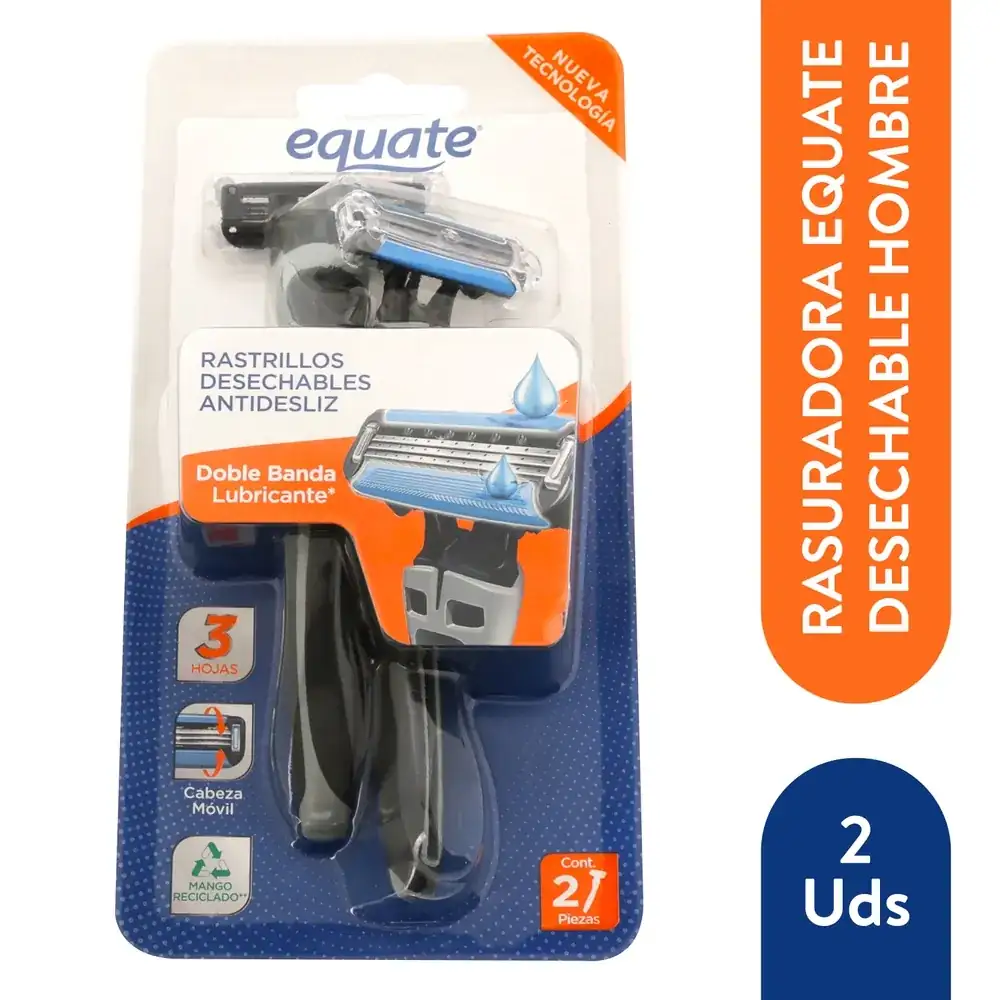 equate
NUEVA
TECNOLOGÍA
RASTRILLOS
DESECHABLES
ANTIDESLIZ
Doble Banda
Lubricante*
3
HOJAS
Cabeza
Móvil
MANGO
RECICLADO**
Cont.
2
Piezas
RASURADORA EQUATE
DESECHABLE HOMBRE
2
Uds